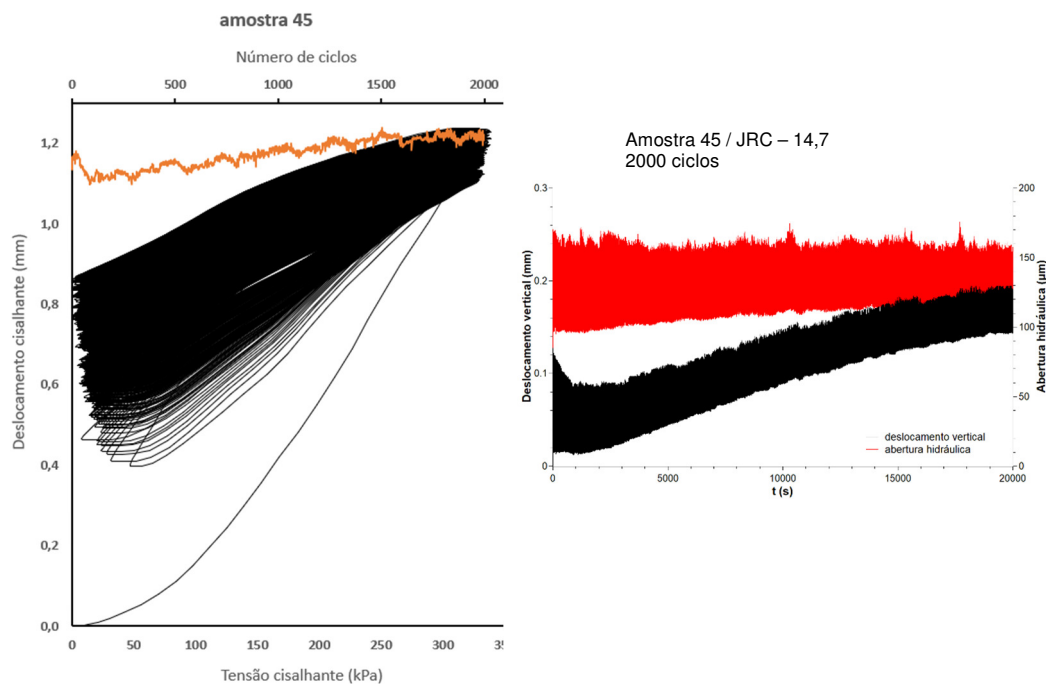 amostra 45
Número de ciclos
0 500 1000 1500 2000
1,2
1,0
0,8
0,6
0,4
0,2
0,0
Deslocamento cisalhante (mm)
0 50 100 150 200 250 300 35
Tensão cisalhante (kPa)
Amostra 45 / JRC – 14,7
2000 ciclos
0.3
0.2
0.1
0
Deslocamento vertical (mm)
200
150
100
50
0
Abertura hidráulica (µm)
deslocamento vertical
abertura hidráulica
0 5000 10000 15000 20000
t (s)